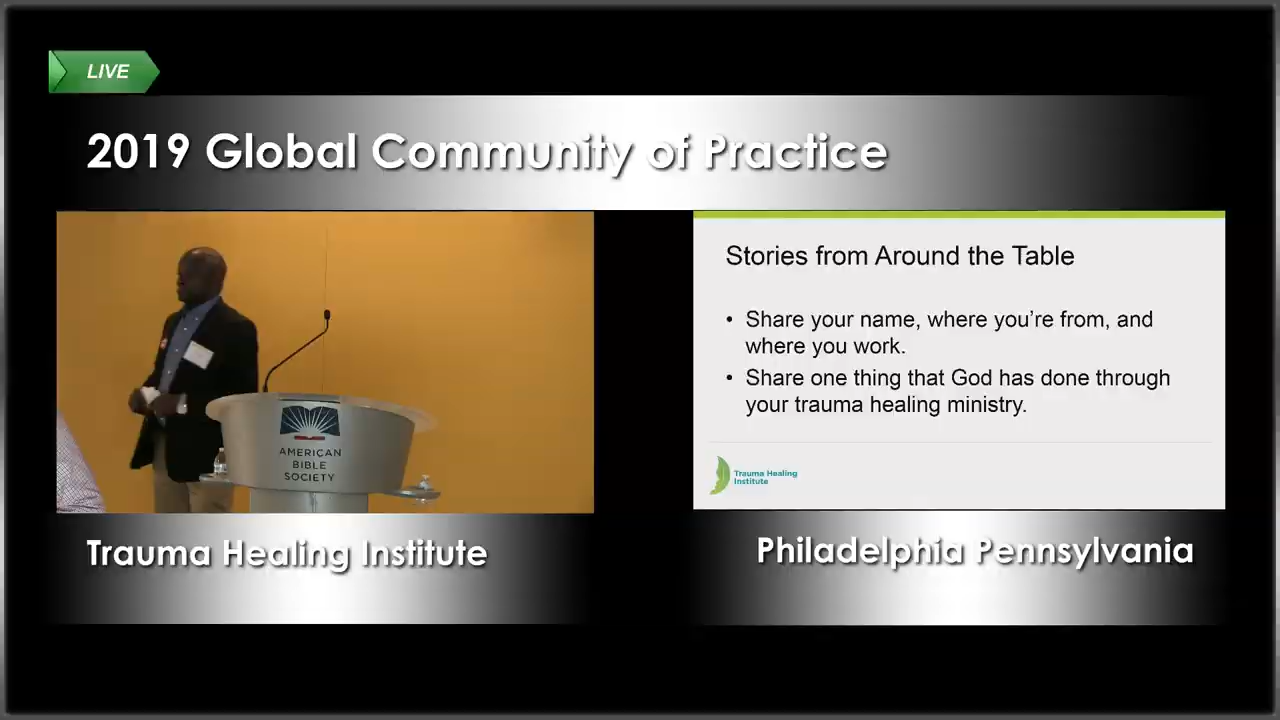 LIVE
2019 Global Community of Practice
AMERICAN
BIBLE
SOCIETY
Stories from Around the Table
• Share your name, where you’re from, and
where you work.
• Share one thing that God has done through
your trauma healing ministry.
Trauma Healing
Institute
Trauma Healing Institute
Philadelphia Pennsylvania